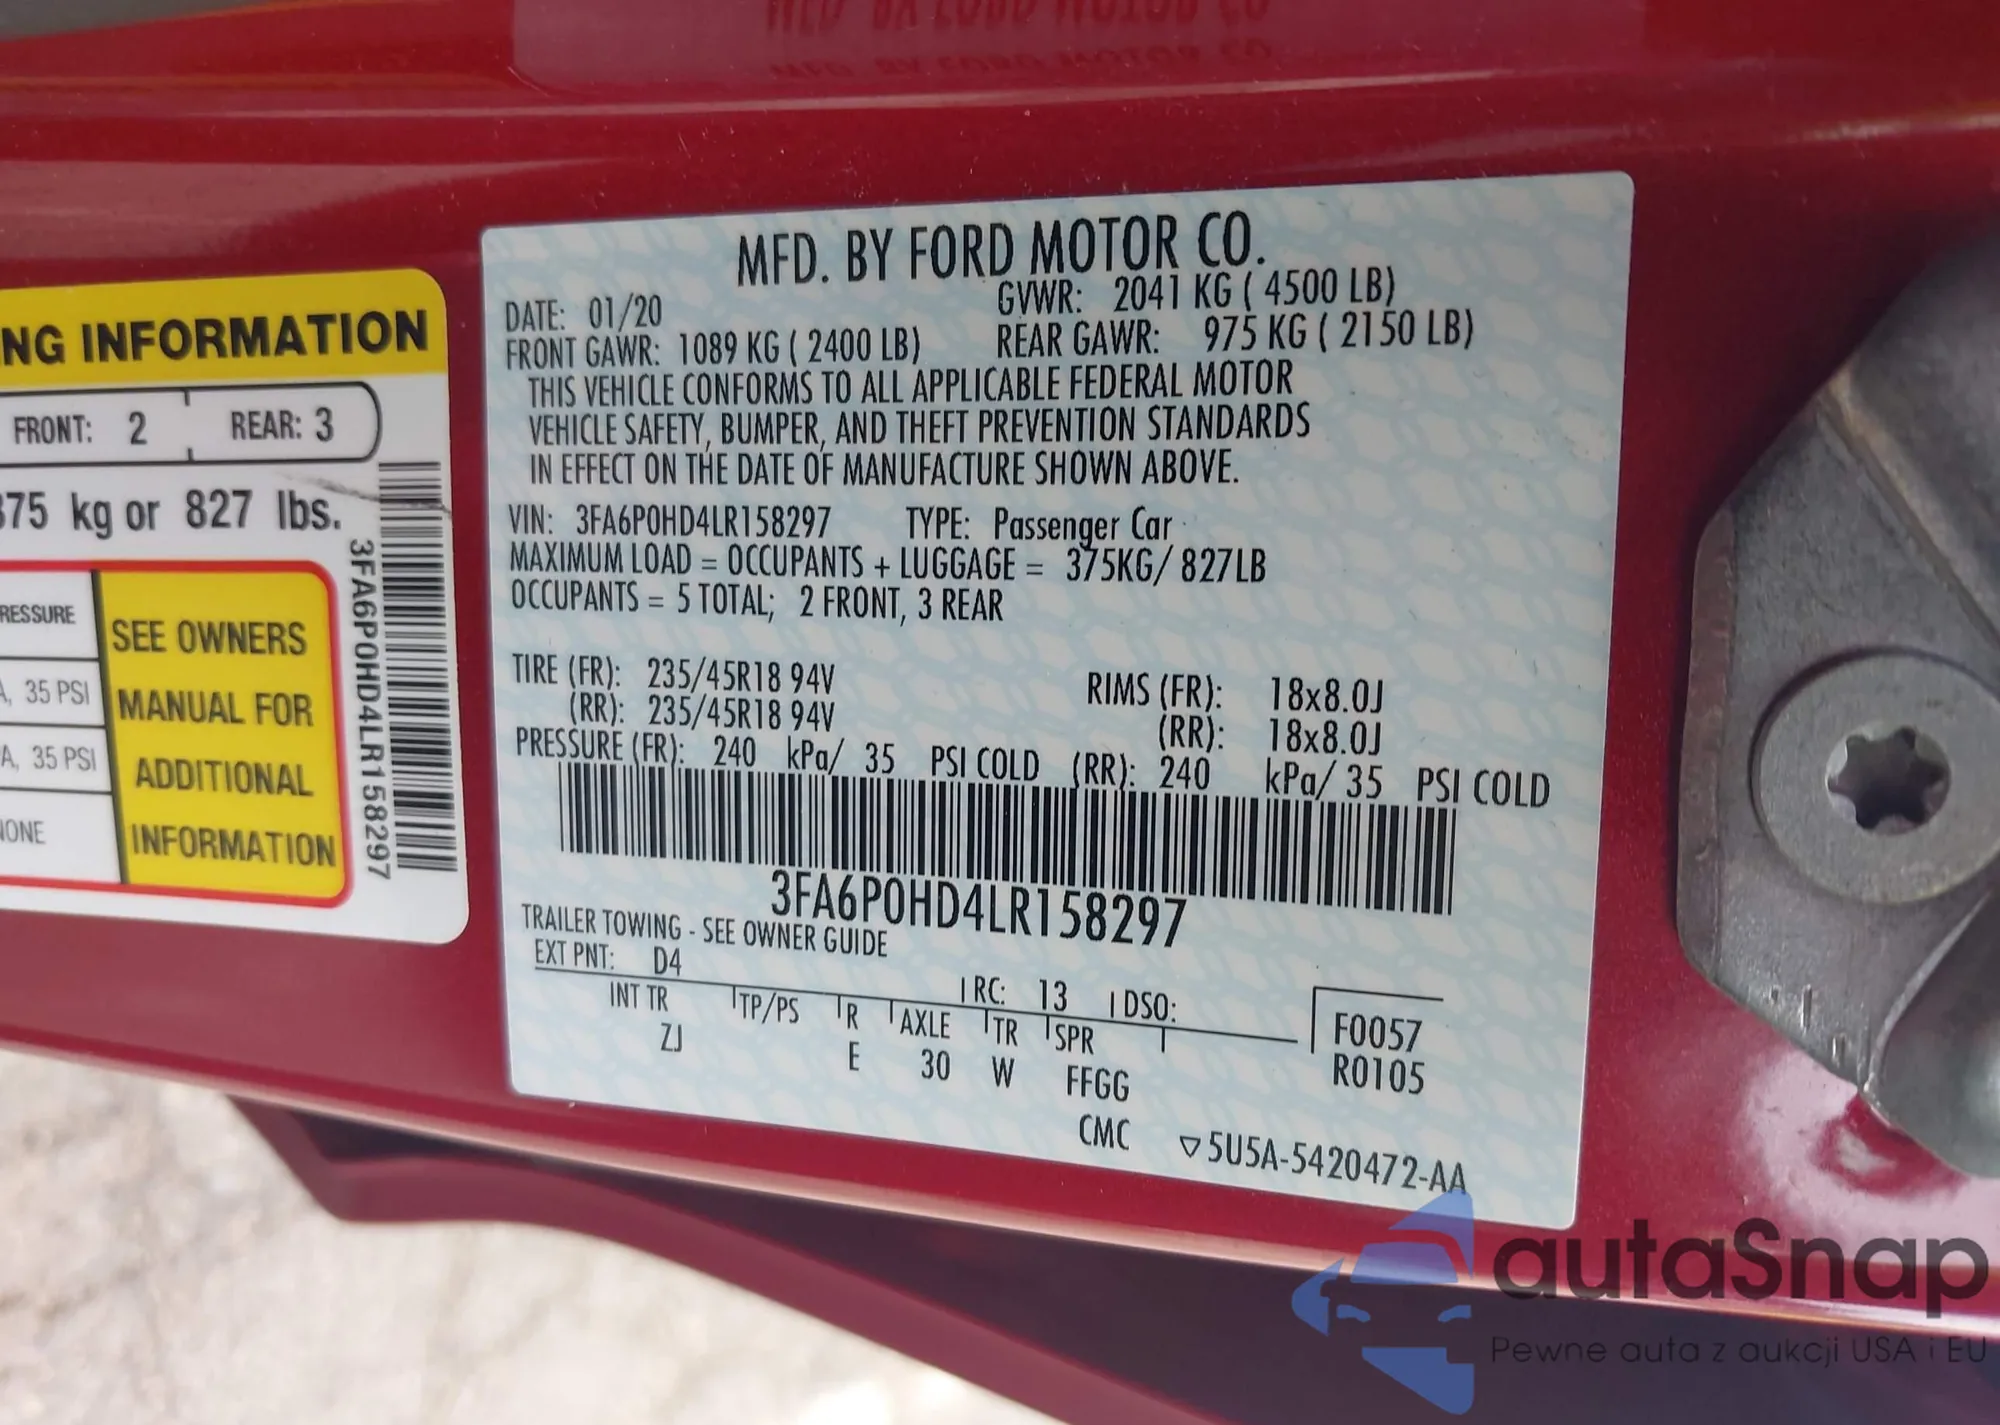 MFD. BY FORD MOTOR CO.
DATE: 01/20 GVWR: 2041 KG ( 4500 LB)
FRONT GAWR: 1089 KG ( 2400 LB) REAR GAWR: 975 KG ( 2150 LB)
THIS VEHICLE CONFORMS TO ALL APPLICABLE FEDERAL MOTOR
VEHICLE SAFETY, BUMPER, AND THEFT PREVENTION STANDARDS
IN EFFECT ON THE DATE OF MANUFACTURE SHOWN ABOVE.
VIN: 3FA6P0HD4LR158297 TYPE: Passenger Car
MAXIMUM LOAD = OCCUPANTS + LUGGAGE = 375KG/ 827LB
OCCUPANTS = 5 TOTAL; 2 FRONT, 3 REAR
TIRE (FR): 235/45R18 94V RIMS (FR): 18x8.0J
(RR): 235/45R18 94V (RR): 18x8.0J
PRESSURE (FR): 240 kPa/ 35 PSI COLD (RR): 240 kPa/ 35 PSI COLD
3FA6P0HD4LR158297
TRAILER TOWING - SEE OWNER GUIDE
EXT PNT: D4 RC: 13 DSO:
INT TR TP/PS R AXLE TR SPR F0057
ZJ E 30 W FFGG R0105
CMC ▽5U5A-5420472-AA
NG INFORMATION
FRONT: 2 REAR: 3
375 kg or 827 lbs.
3FA6P0HD4LR158297
RESSURE
A, 35 PSI
A, 35 PSI
NONE
SEE OWNERS
MANUAL FOR
ADDITIONAL
INFORMATION
autaSnap
Pewne auta z aukcji USA i EU